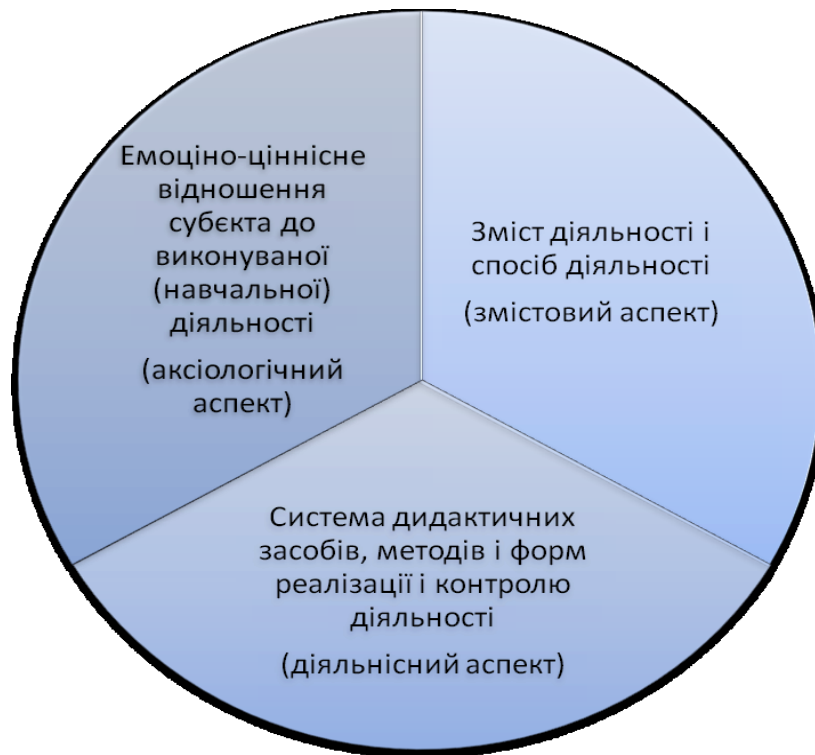 Емоціно-ціннісне
відношення
субєкта до
виконуваної
(навчальної)
діяльності
(аксіологічний
аспект)
Зміст діяльності і
спосіб діяльності
(змістовий аспект)
Система дидактичних
засобів, методів і форм
реалізації і контролю
діяльності
(діяльнісний аспект)